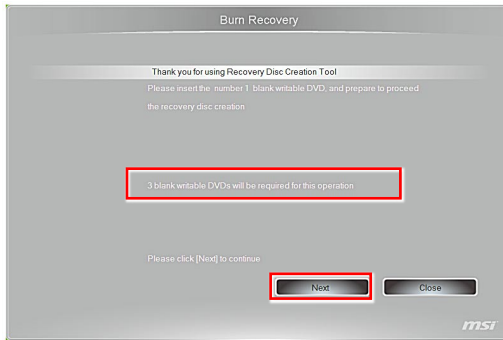 Burn Recovery
Thank you for using Recovery Disc Creation Tool
Please insert the number 1 blank writable DVD, and prepare to proceed
the recovery disc creation
3 blank writable DVDs will be required for this operation
Please click [Next] to continue
Next
Close
msi